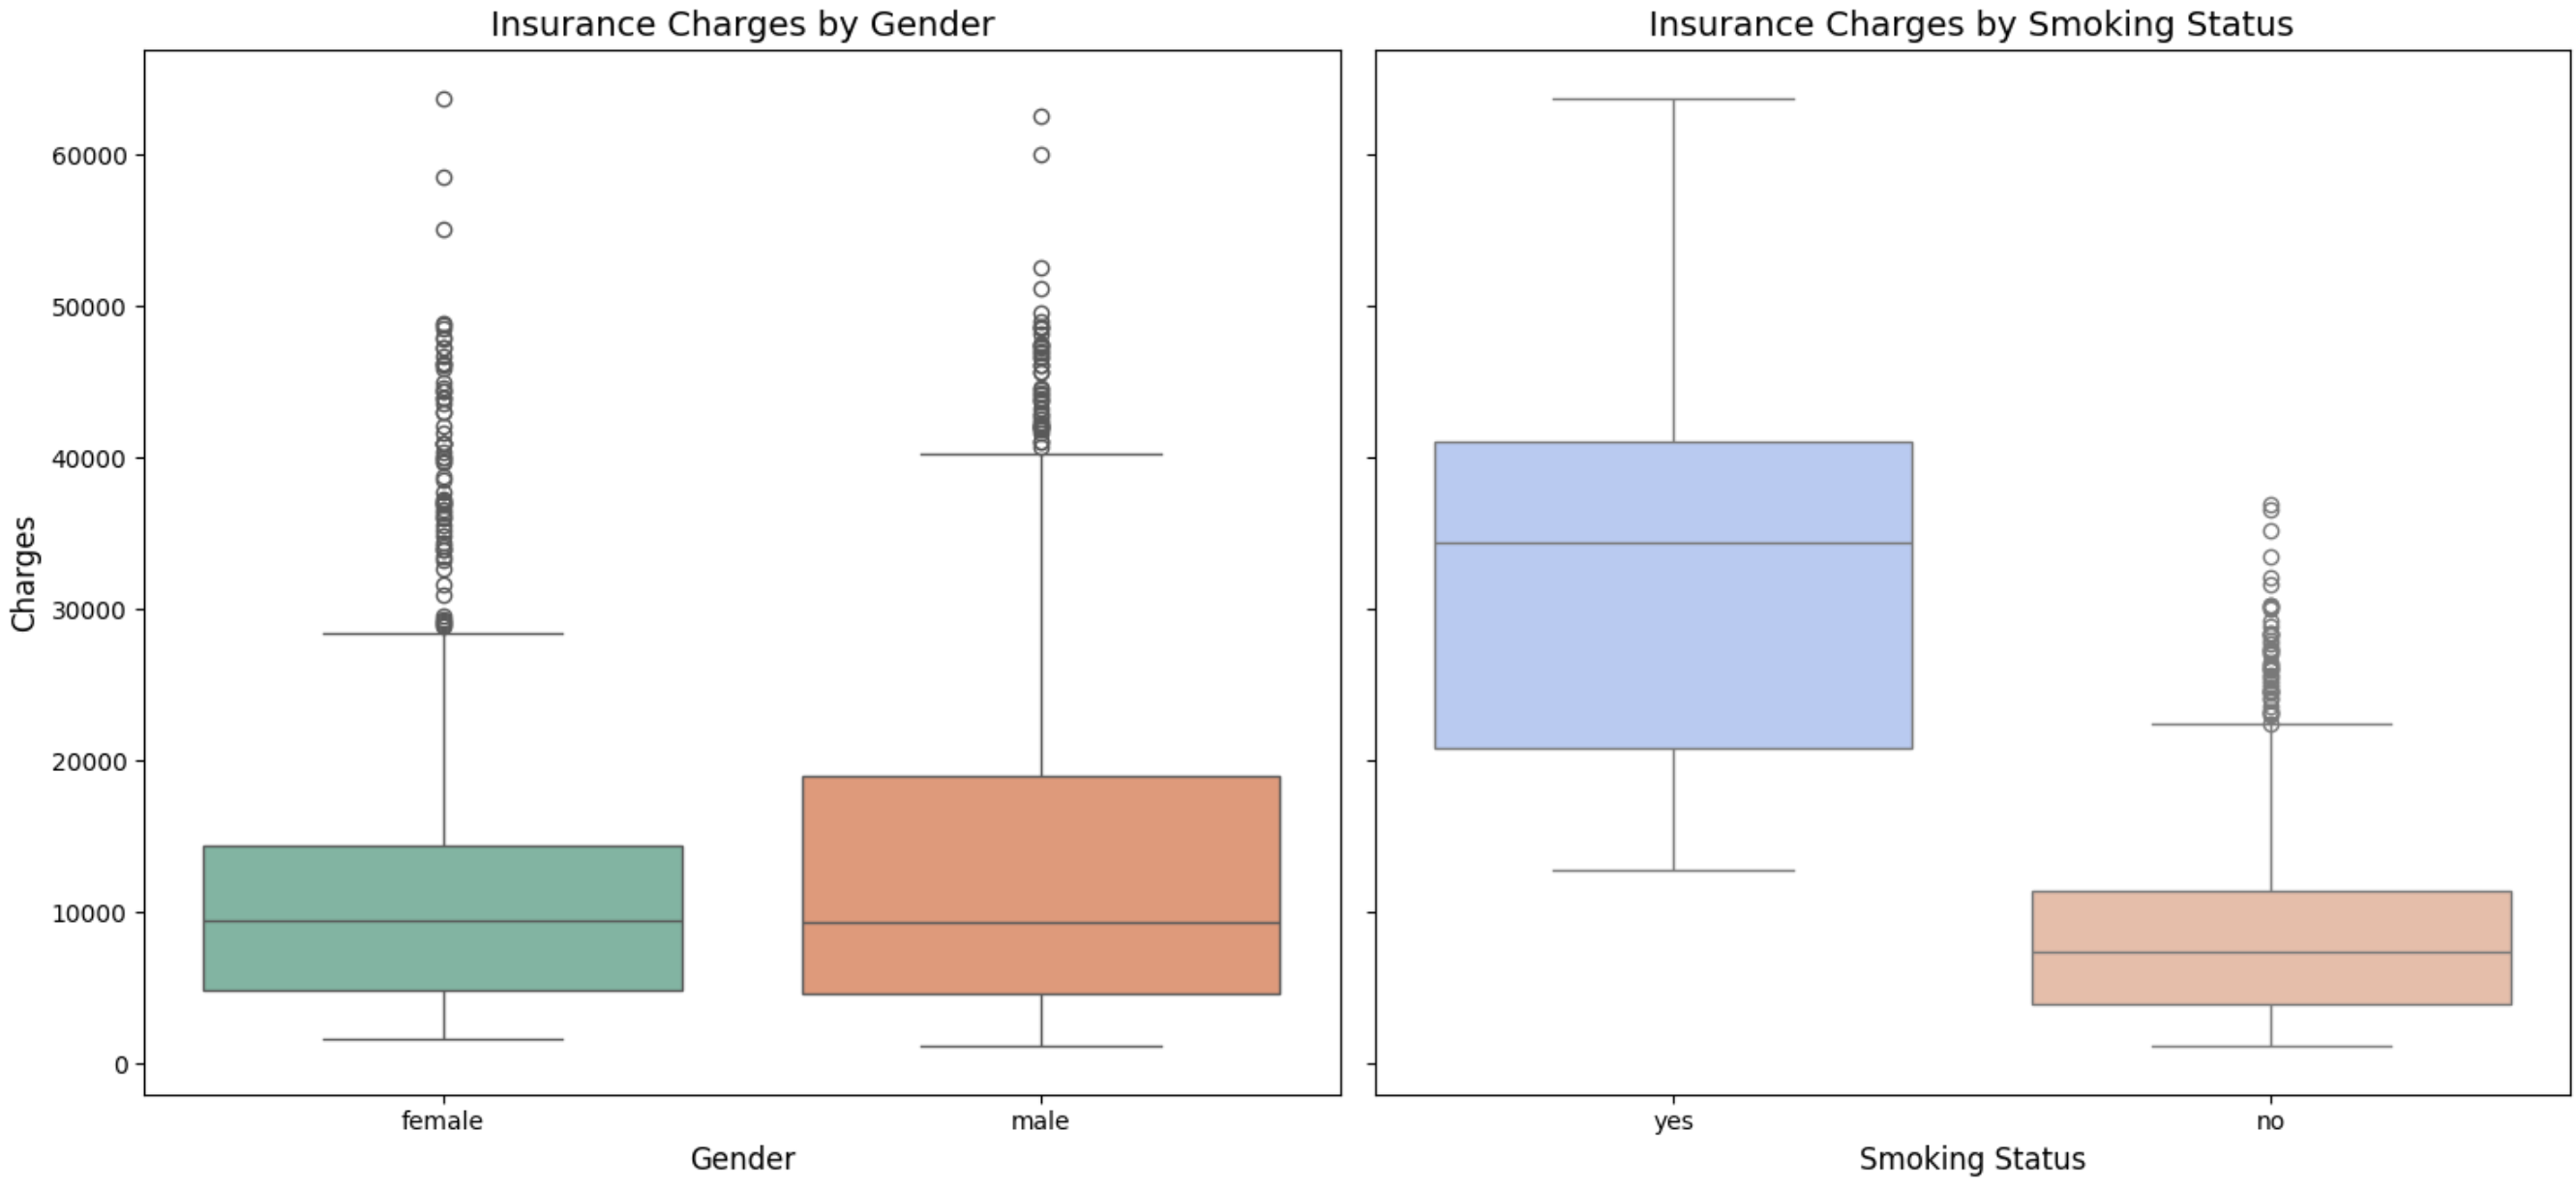 Insurance Charges by Gender
Charges
60000
50000
40000
30000
20000
10000
0
female male
Gender
Insurance Charges by Smoking Status
yes no
Smoking Status